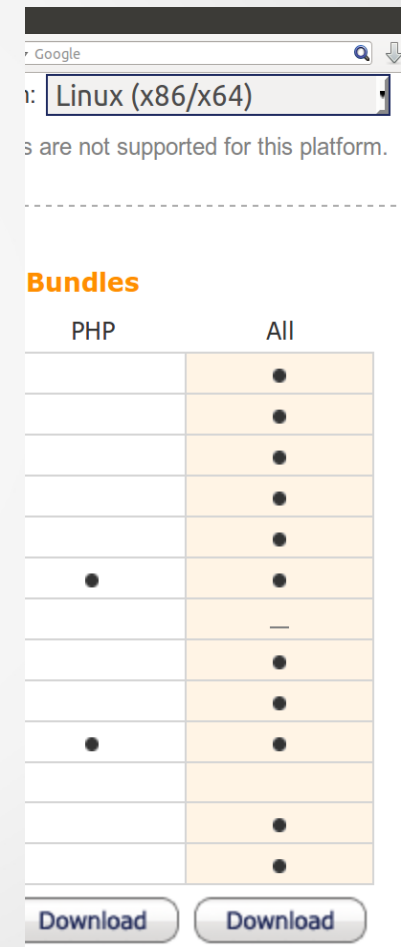 Google
: Linux (x86/x64)
s are not supported for this platform.
Bundles
PHP All
Download Download